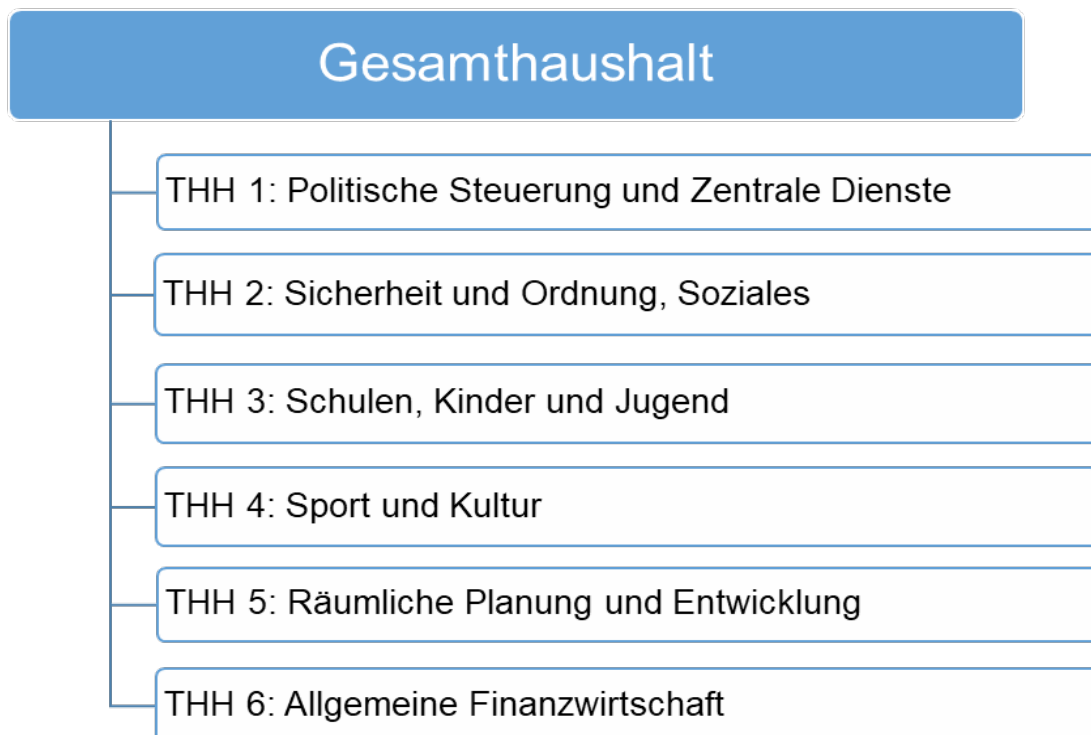 Gesamthaushalt
THH 1: Politische Steuerung und Zentrale Dienste
THH 2: Sicherheit und Ordnung, Soziales
THH 3: Schulen, Kinder und Jugend
THH 4: Sport und Kultur
THH 5: Räumliche Planung und Entwicklung
THH 6: Allgemeine Finanzwirtschaft